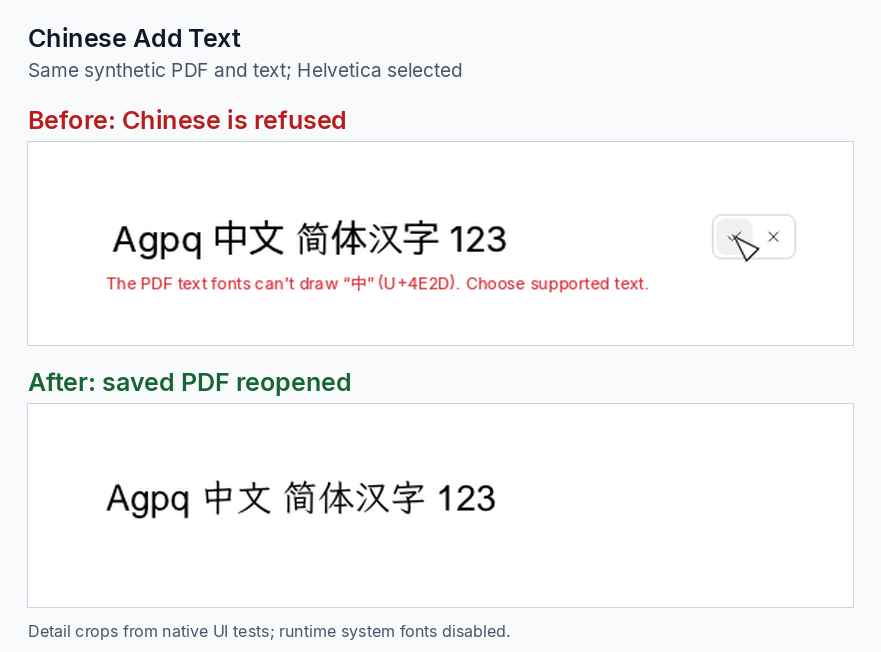 Chinese Add Text
Same synthetic PDF and text; Helvetica selected
Before: Chinese is refused
Agpq 中文 简体汉字 123
The PDF text fonts can't draw “中” (U+4E2D). Choose supported text.
After: saved PDF reopened
Agpq 中文 简体汉字 123
Detail crops from native UI tests; runtime system fonts disabled.